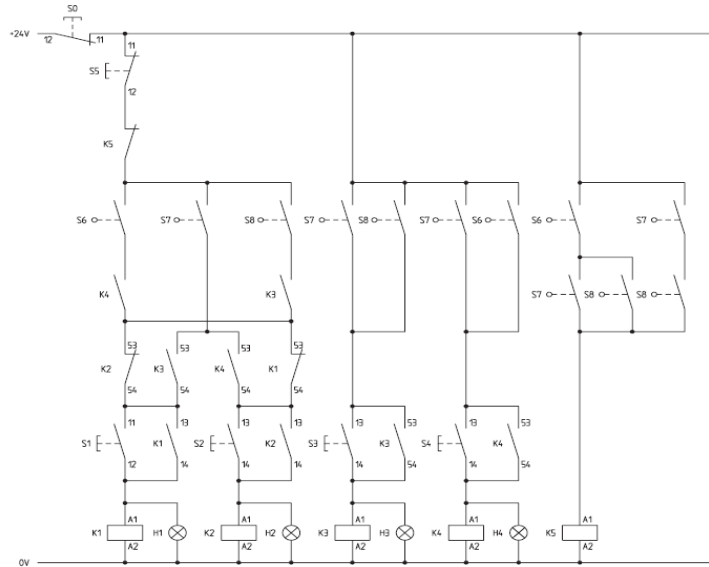 S0
+24V
12 11
11
S5
12
K5
S6 S7 S8 S7 S8 S7 S6 S6 S7
K4 K3 S7 S8 S8
53 53 53 53
K2 K3 K4 K1
54 54 54 54
11 13 13 13 13 53 13 53
S1 K1 S2 K2 S3 K3 S4 K4
12 14 14 14 14 54 14 54
A1 A1 A1 A1 A1
K1 H1 K2 H2 K3 H3 K4 H4 K5
A2 A2 A2 A2 A2
0V